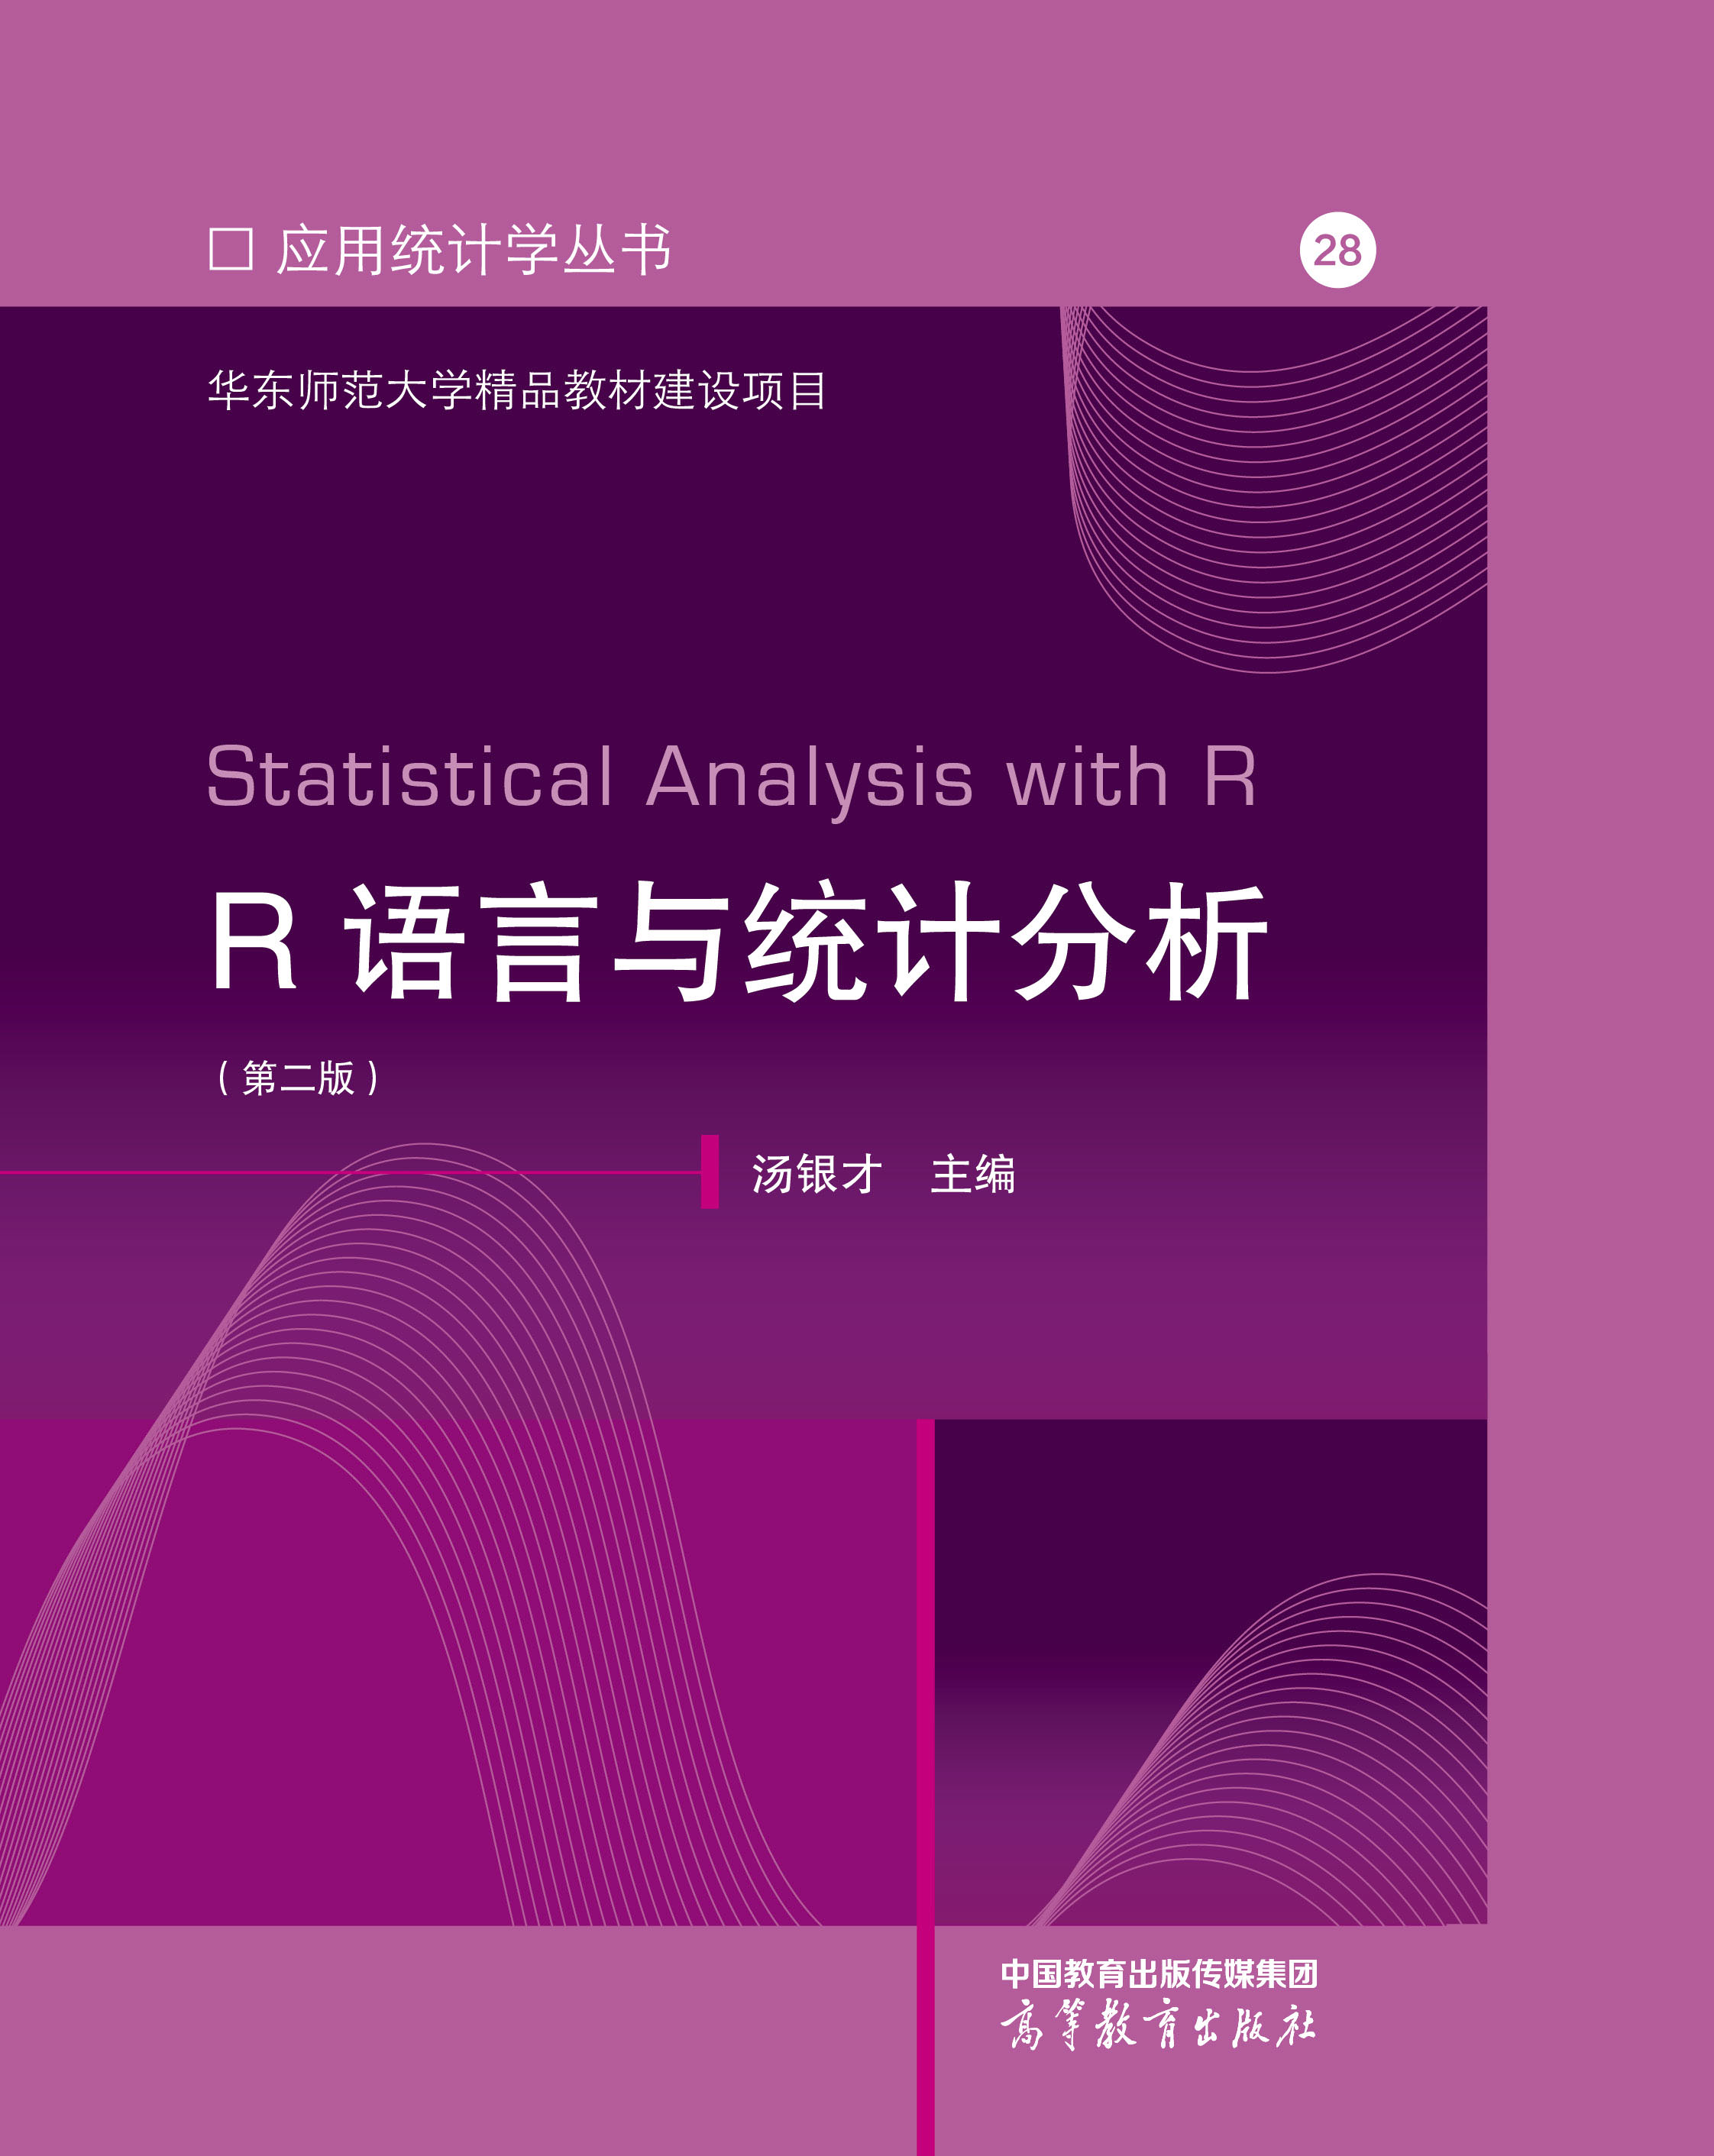 □ 应用统计学丛书
28
华东师范大学精品教材建设项目
Statistical Analysis with R
R 语言与统计分析
（第二版）
汤银才 主编
中国教育出版传媒集团
高等教育出版社